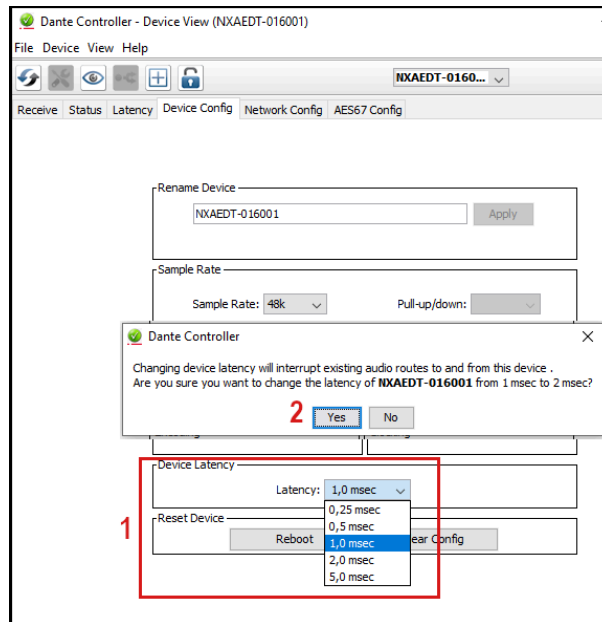 Dante Controller - Device View (NXAEDT-016001)
File Device View Help
NXAEDT-0160...
Receive Status Latency Device Config Network Config AES67 Config
Rename Device
NXAEDT-016001 Apply
Sample Rate
Sample Rate: 48k Pull-up/down:
Dante Controller
Changing device latency will interrupt existing audio routes to and from this device .
Are you sure you want to change the latency of NXAEDT-016001 from 1 msec to 2 msec?
2 Yes No
Device Latency
Latency: 1,0 msec
1
Reset Device
Reboot ear Config
0,25 msec
0,5 msec
1,0 msec
2,0 msec
5,0 msec